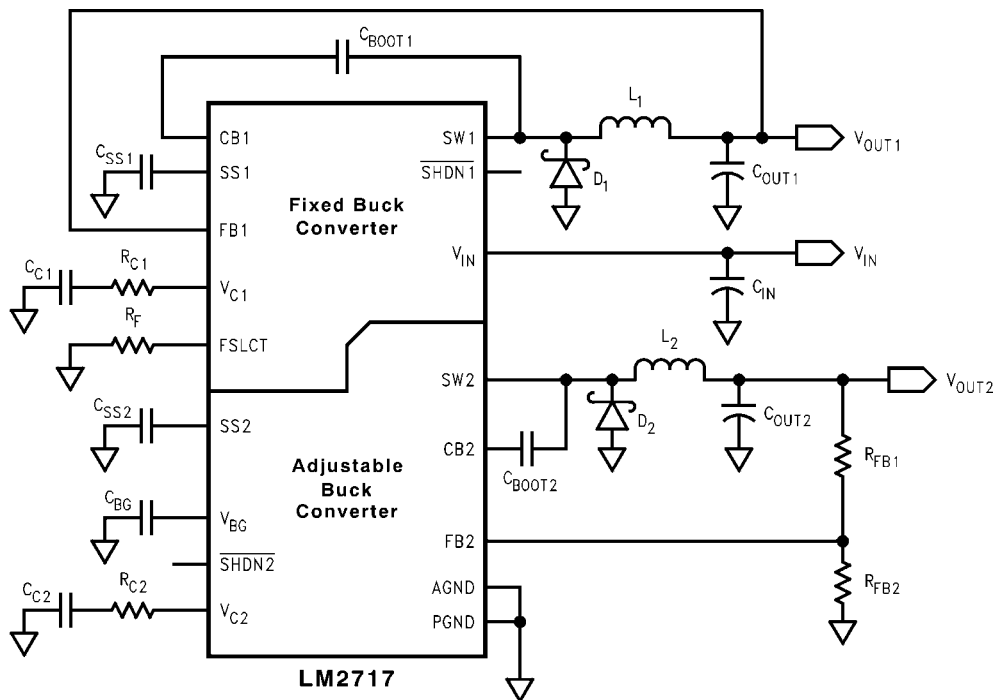 C_BOOT1
L_1
CB1
SW1
V_OUT1
C_SS1
SS1
SHDN1
D_1
C_OUT1
Fixed Buck
Converter
FB1
V_IN
V_IN
C_C1
R_C1
V_C1
C_IN
R_F
FSLCT
L_2
SW2
V_OUT2
C_SS2
SS2
D_2
C_OUT2
CB2
R_FB1
Adjustable
Buck
Converter
C_BOOT2
C_BG
V_BG
FB2
SHDN2
R_FB2
C_C2
R_C2
V_C2
AGND
PGND
LM2717